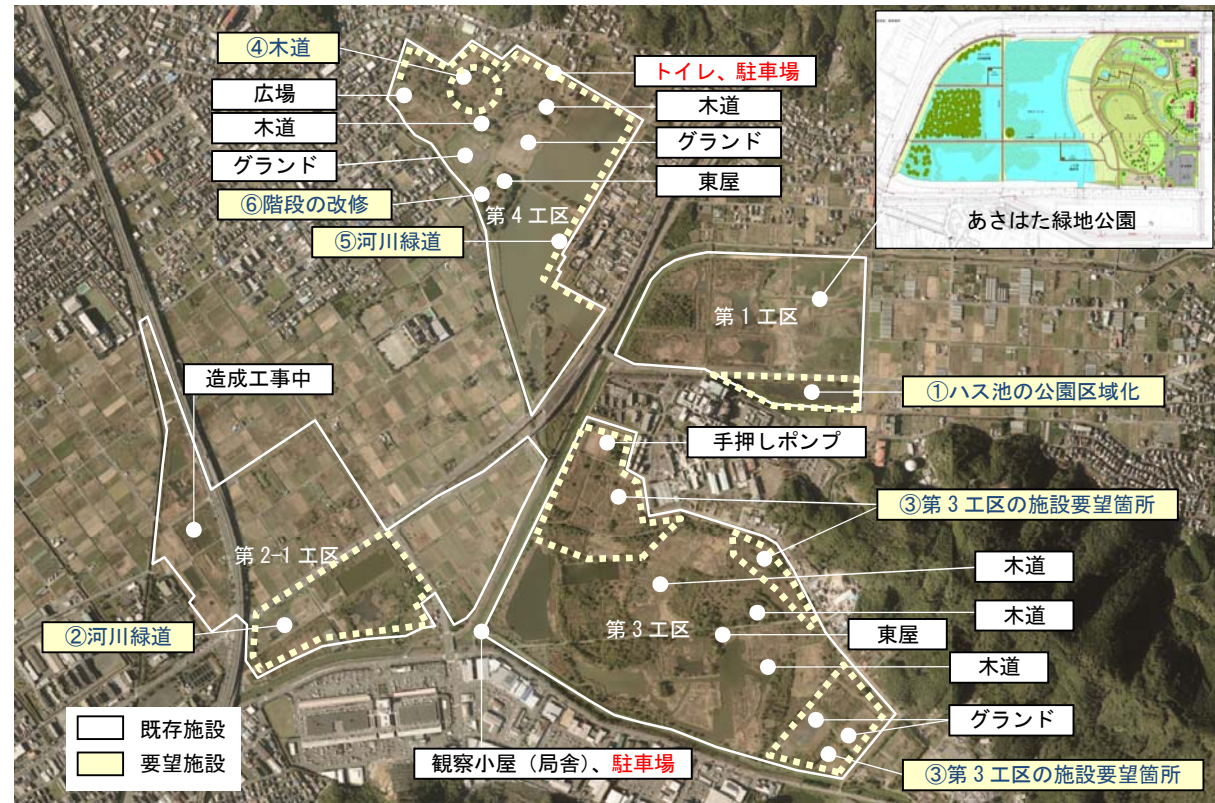 ④木道
広場
木道
グランド
⑥階段の改修
⑤河川緑道
第4工区
トイレ、駐車場
木道
グランド
東屋
あさはた緑地公園
第1工区
①ハス池の公園区域化
造成工事中
手押しポンプ
③第3工区の施設要望箇所
第2-1工区
木道
木道
②河川緑道
第3工区
東屋
木道
グランド
既存施設
要望施設
観察小屋（局舎）、駐車場
③第3工区の施設要望箇所